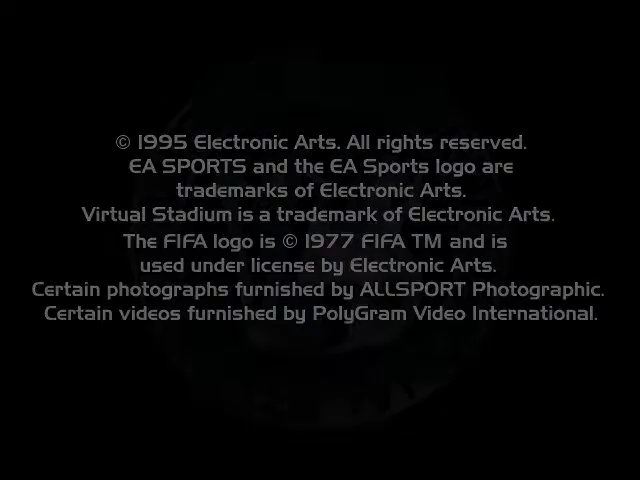 © 1995 Electronic Arts. All rights reserved.
EA SPORTS and the EA Sports logo are
trademarks of Electronic Arts.
Virtual Stadium is a trademark of Electronic Arts.
The FIFA logo is © 1977 FIFA TM and is
used under license by Electronic Arts.
Certain photographs furnished by ALLSPORT Photographic.
Certain videos furnished by PolyGram Video International.